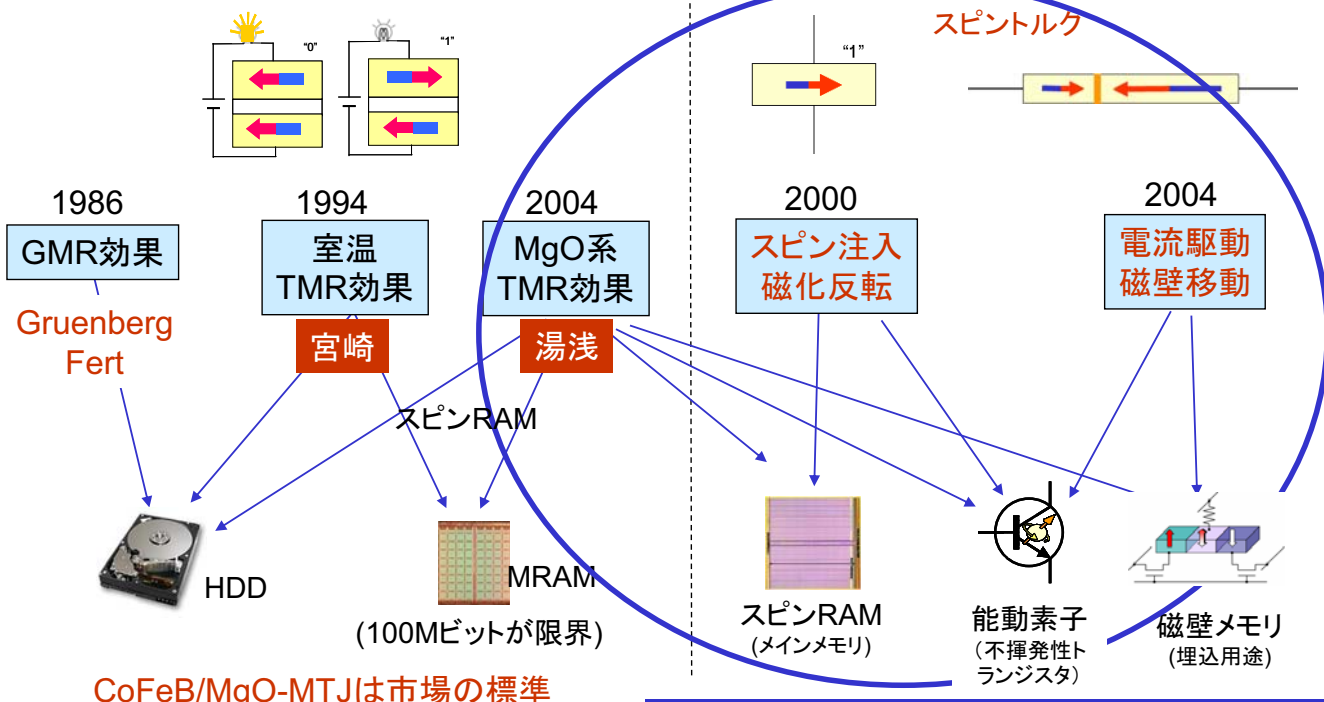 スピントルク
"0"
"1"
“1”
1986
GMR効果
Gruenberg
Fert
1994
室温
TMR効果
宮崎
2004
MgO系
TMR効果
湯浅
2000
スピン注入
磁化反転
2004
電流駆動
磁壁移動
スピンRAM
HDD
MRAM
(100Mビットが限界)
スピンRAM
(メインメモリ)
能動素子
(不揮発性ト
ランジスタ)
磁壁メモリ
(埋込用途)
CoFeB/MgO-MTJは市場の標準